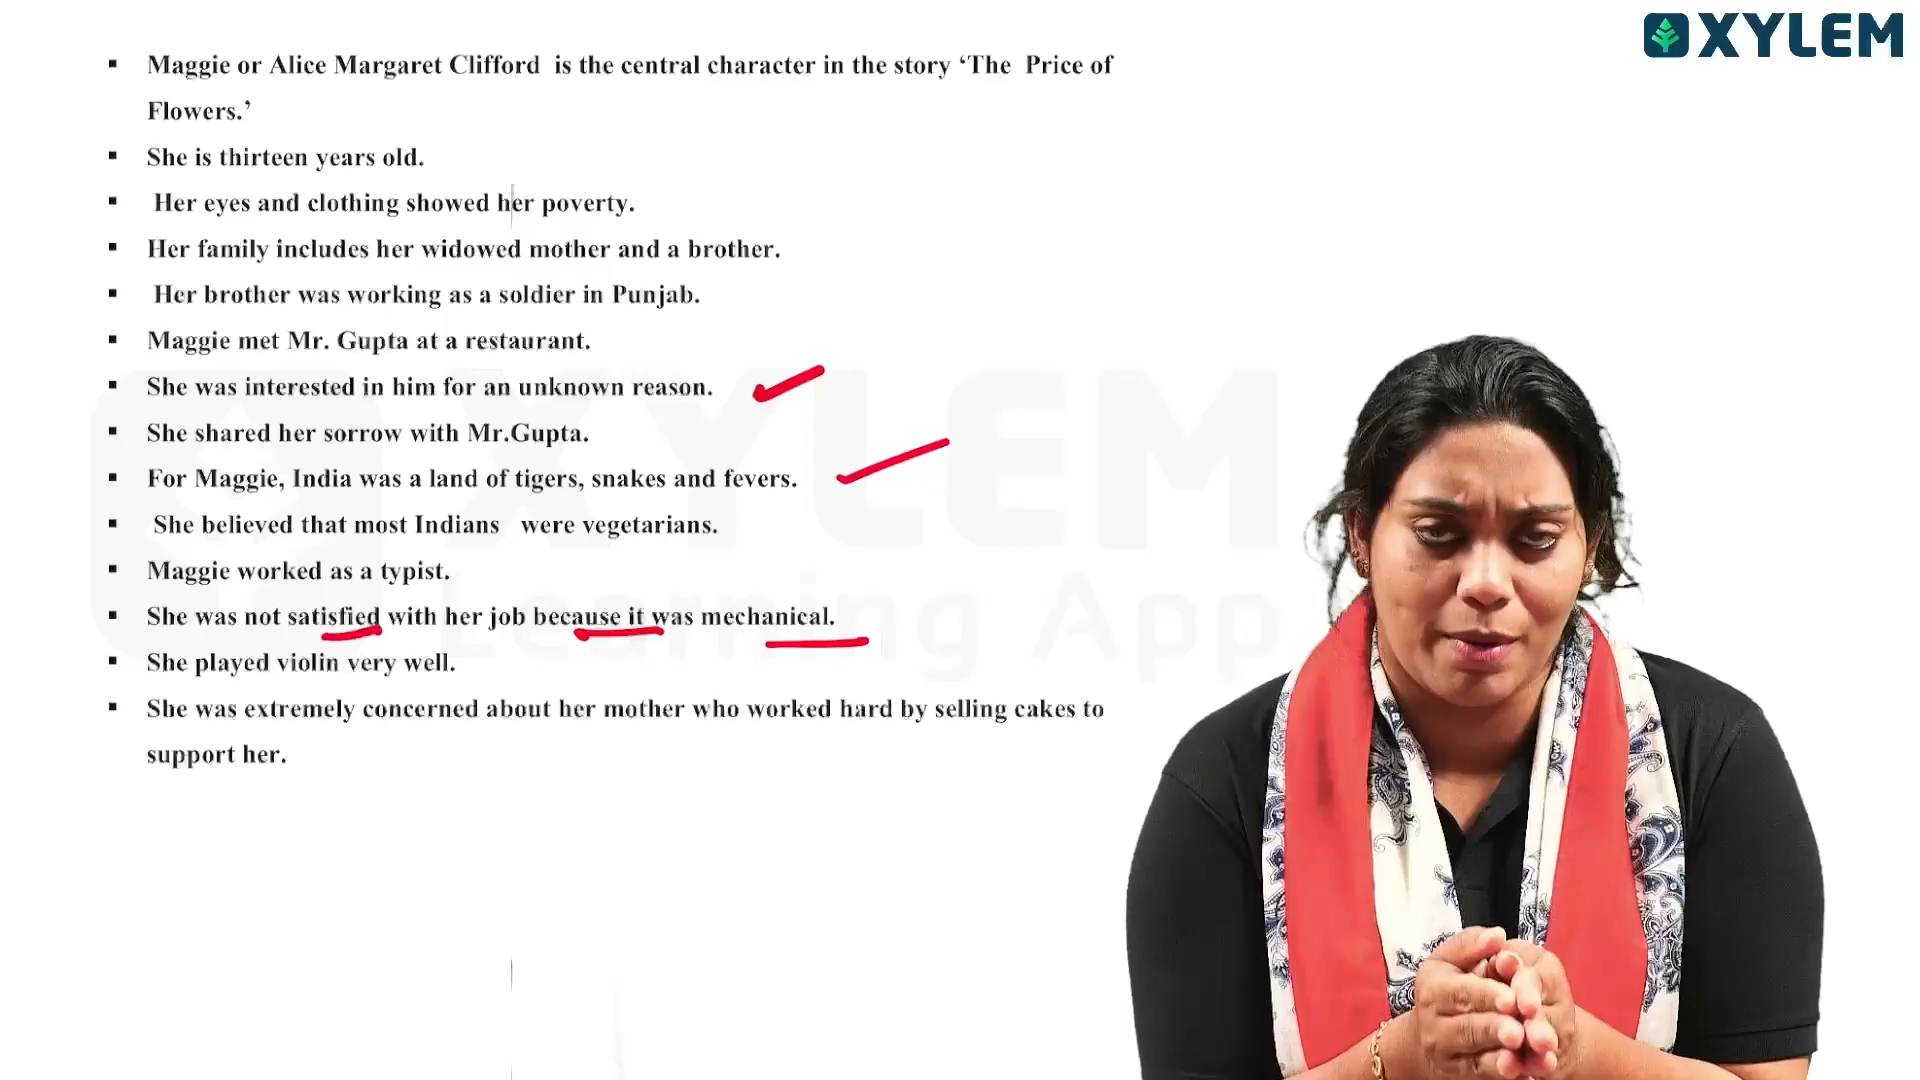 XYLEM
▪ Maggie or Alice Margaret Clifford is the central character in the story ‘The Price of
Flowers.’
▪ She is thirteen years old.
▪ Her eyes and clothing showed her poverty.
▪ Her family includes her widowed mother and a brother.
▪ Her brother was working as a soldier in Punjab.
▪ Maggie met Mr. Gupta at a restaurant.
▪ She was interested in him for an unknown reason.
▪ She shared her sorrow with Mr.Gupta.
▪ For Maggie, India was a land of tigers, snakes and fevers.
▪ She believed that most Indians were vegetarians.
▪ Maggie worked as a typist.
▪ She was not satisfied with her job because it was mechanical.
▪ She played violin very well.
▪ She was extremely concerned about her mother who worked hard by selling cakes to
support her.
XYLEM
Learning App